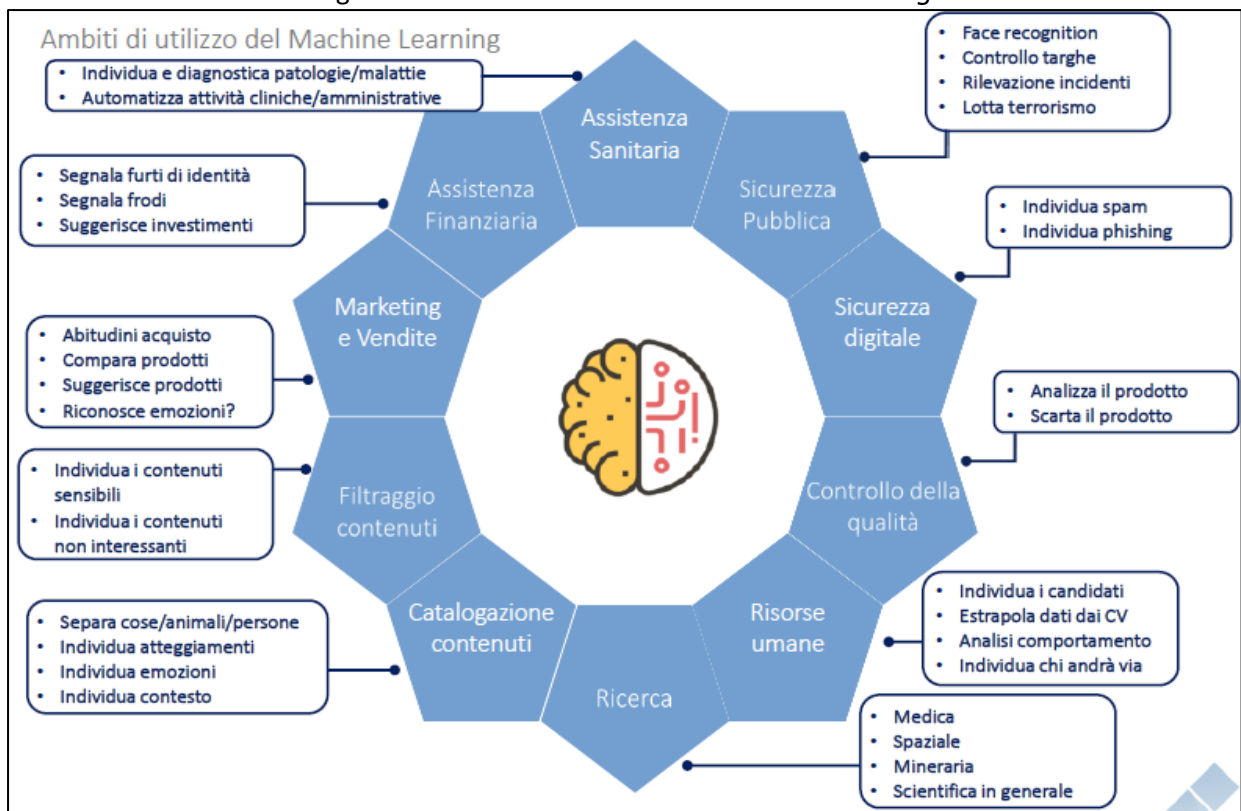 Ambiti di utilizzo del Machine Learning
• Individua e diagnostica patologie/malattie
• Automatizza attività cliniche/amministrative
Assistenza
Sanitaria
• Face recognition
• Controllo targhe
• Rilevazione incidenti
• Lotta terrorismo
• Segnala furti di identità
• Segnala frodi
• Suggerisce investimenti
Assistenza
Finanziaria
Sicurezza
Pubblica
• Individua spam
• Individua phishing
Marketing
e Vendite
Sicurezza
digitale
• Abitudini acquisto
• Compara prodotti
• Suggerisce prodotti
• Riconosce emozioni?
• Analizza il prodotto
• Scarta il prodotto
• Individua i contenuti
sensibili
• Individua i contenuti
non interessanti
Filtraggio
contenuti
Controllo della
qualità
• Separa cose/animali/persone
• Individua atteggiamenti
• Individua emozioni
• Individua contesto
Catalogazione
contenuti
Risorse
umane
• Individua i candidati
• Estrapola dati dai CV
• Analisi comportamento
• Individua chi andrà via
Ricerca
• Medica
• Spaziale
• Mineraria
• Scientifica in generale